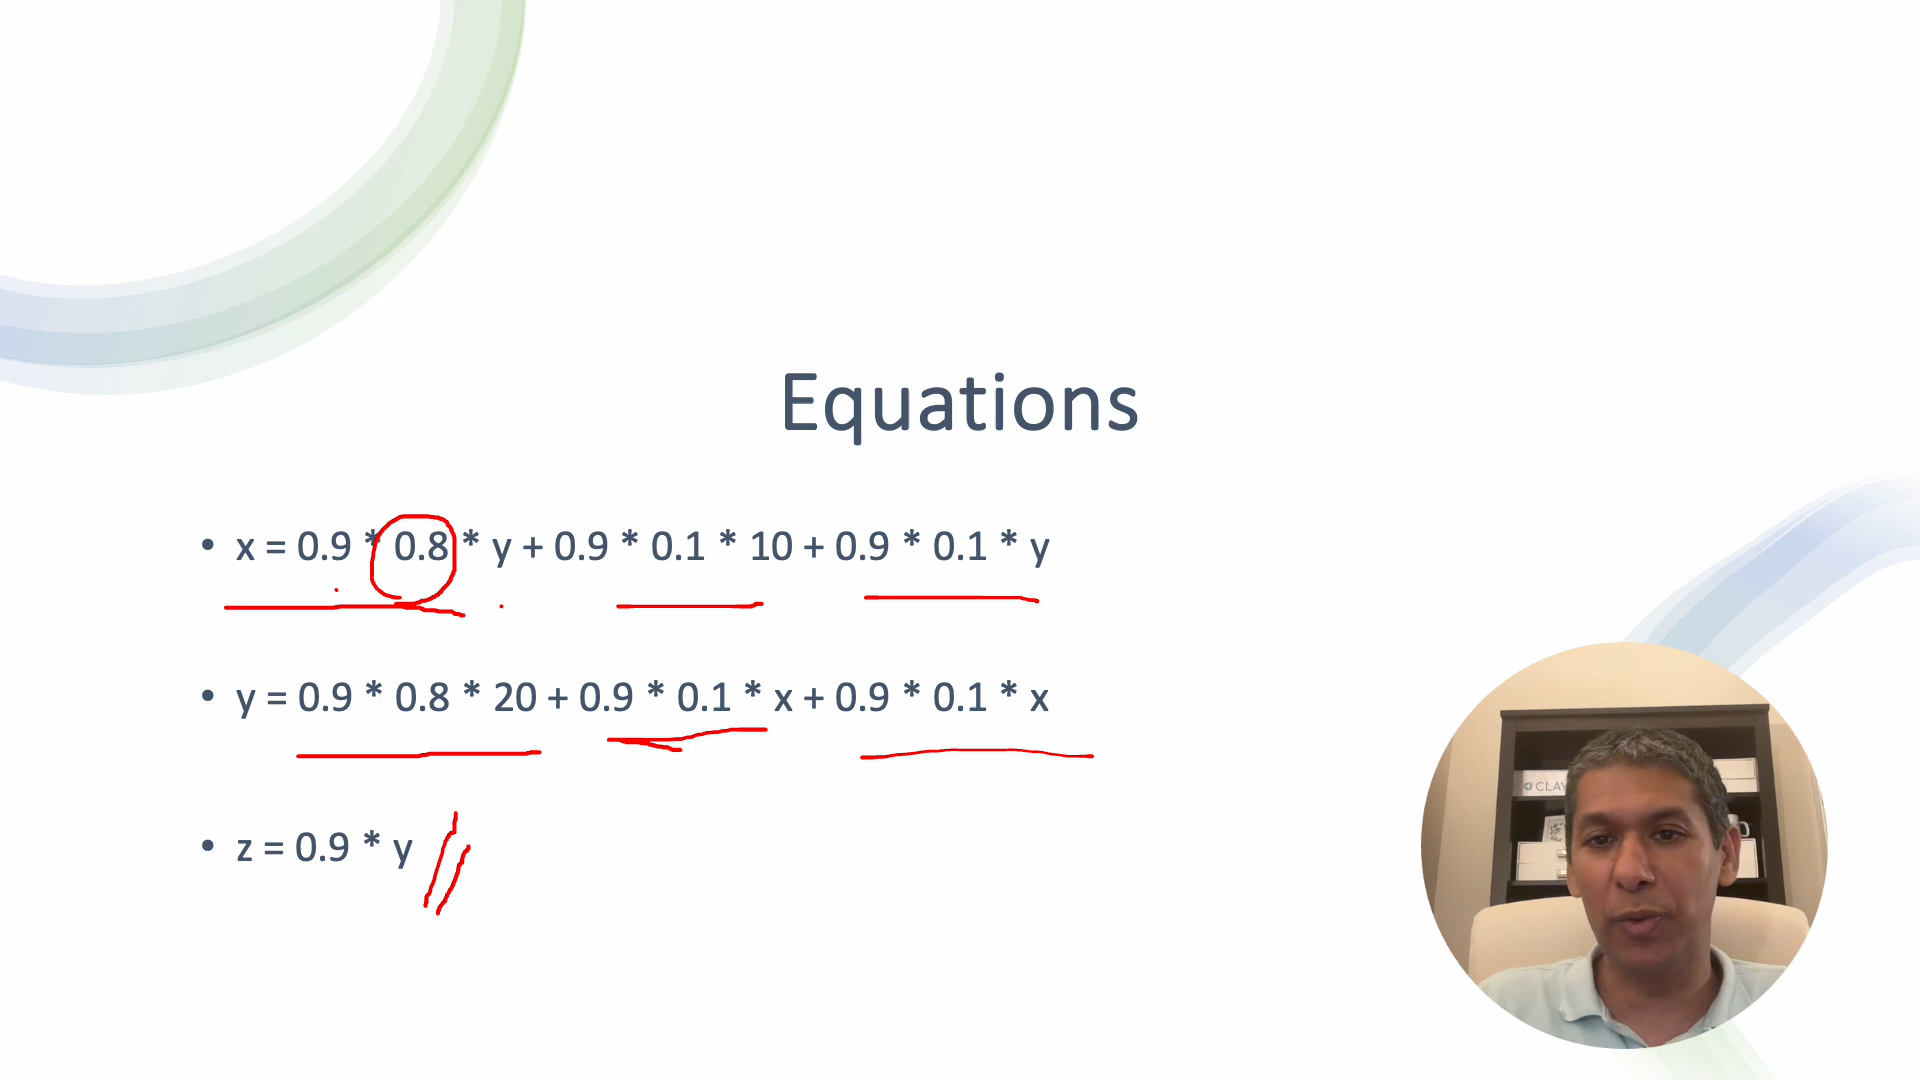 Equations
• x = 0.9 * 0.8 * y + 0.9 * 0.1 * 10 + 0.9 * 0.1 * y
• y = 0.9 * 0.8 * 20 + 0.9 * 0.1 * x + 0.9 * 0.1 * x
• z = 0.9 * y
CLAY